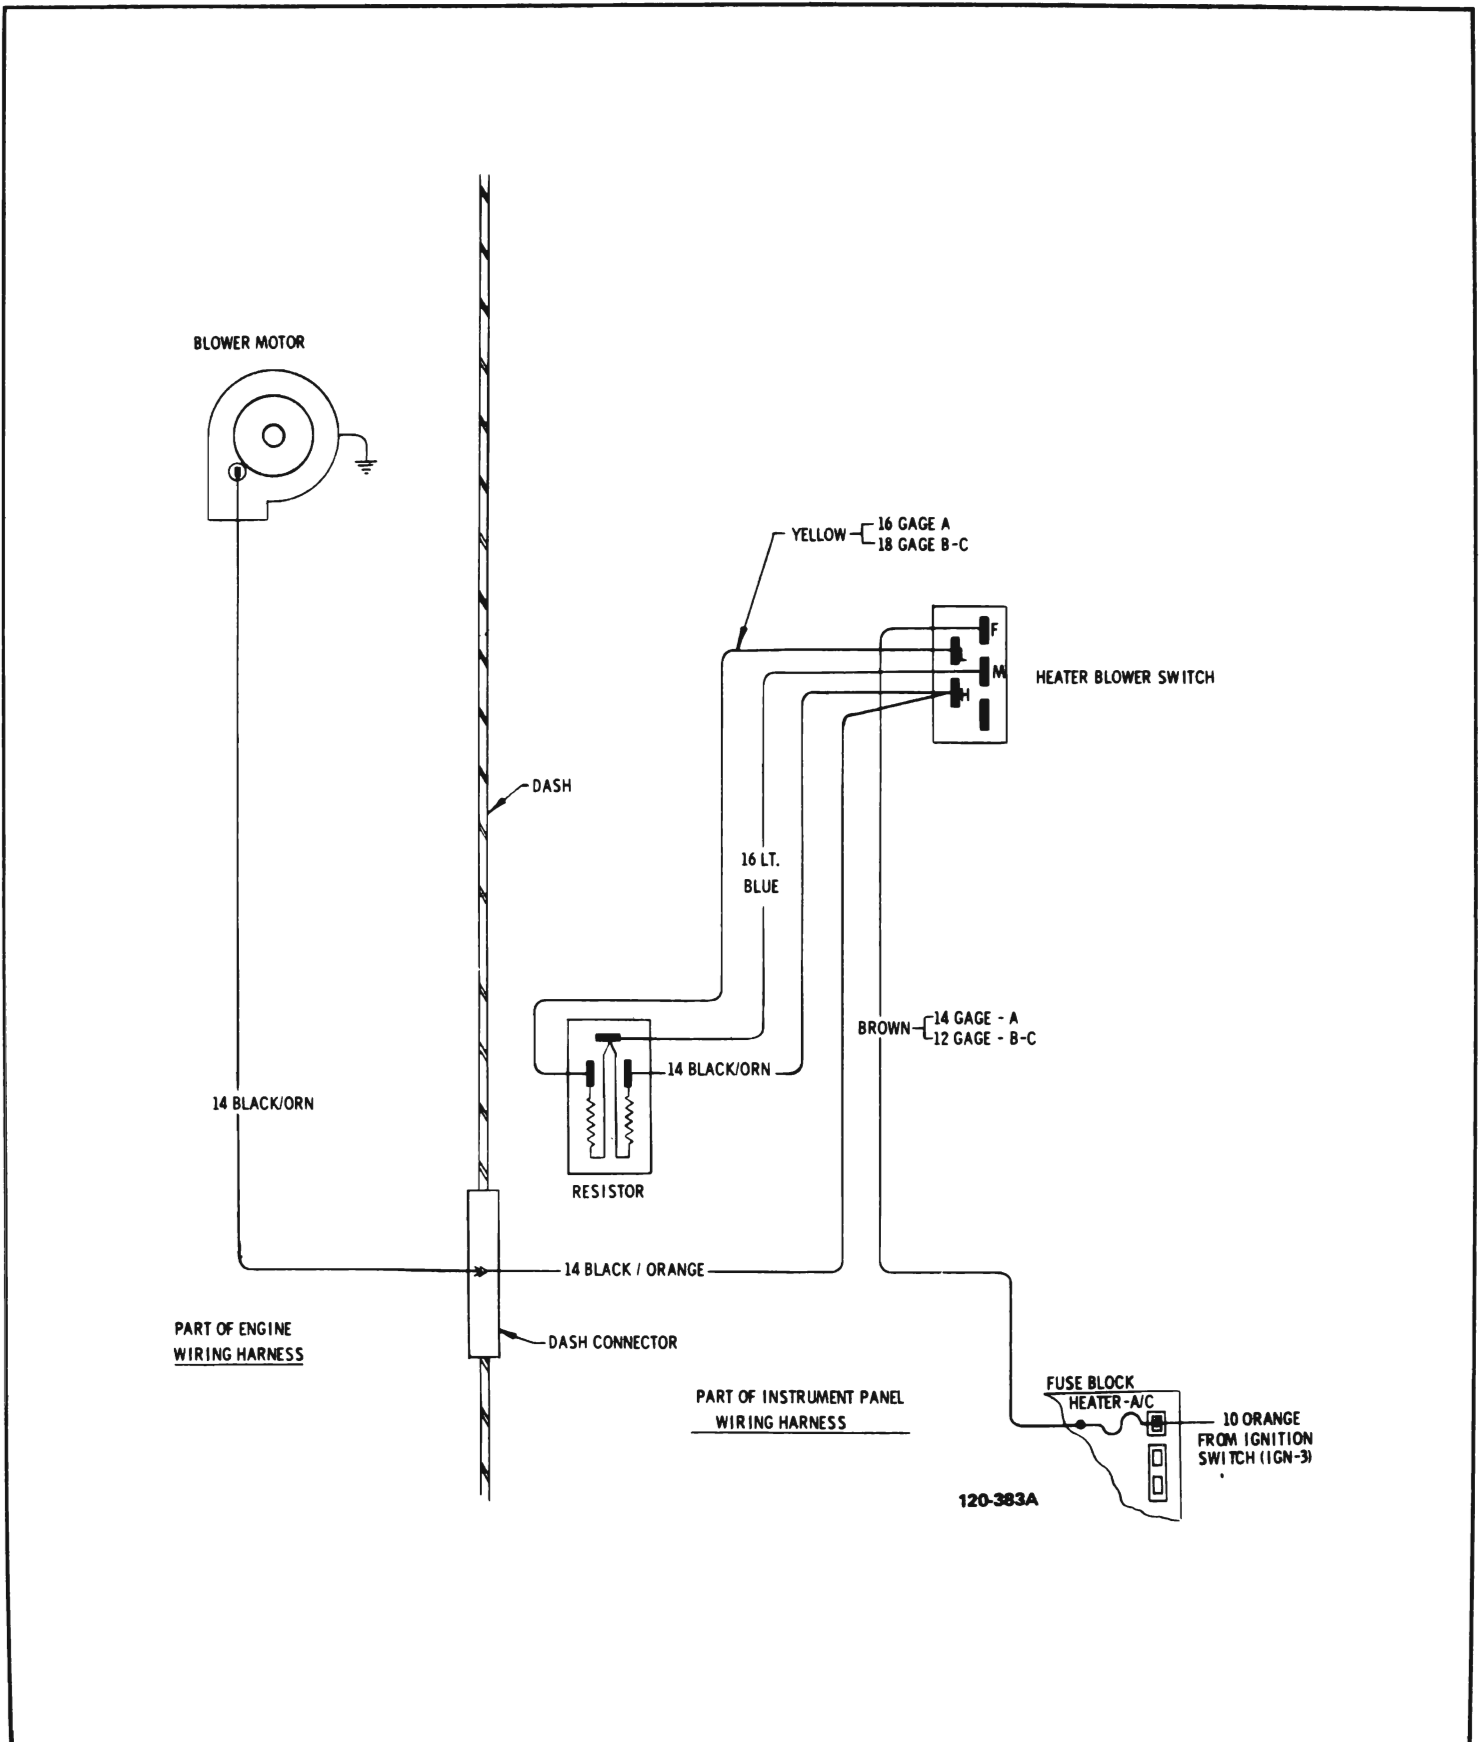 BLOWER MOTOR
YELLOW
16 GAGE A
18 GAGE B-C
F
L
M
H
HEATER BLOWER SWITCH
DASH
16 LT.
BLUE
BROWN
14 GAGE - A
12 GAGE - B-C
14 BLACK/ORN
14 BLACK/ORN
RESISTOR
14 BLACK / ORANGE
PART OF ENGINE
WIRING HARNESS
DASH CONNECTOR
PART OF INSTRUMENT PANEL
WIRING HARNESS
FUSE BLOCK
HEATER-A/C
10 ORANGE
FROM IGNITION
SWITCH (IGN-3)
120-383A